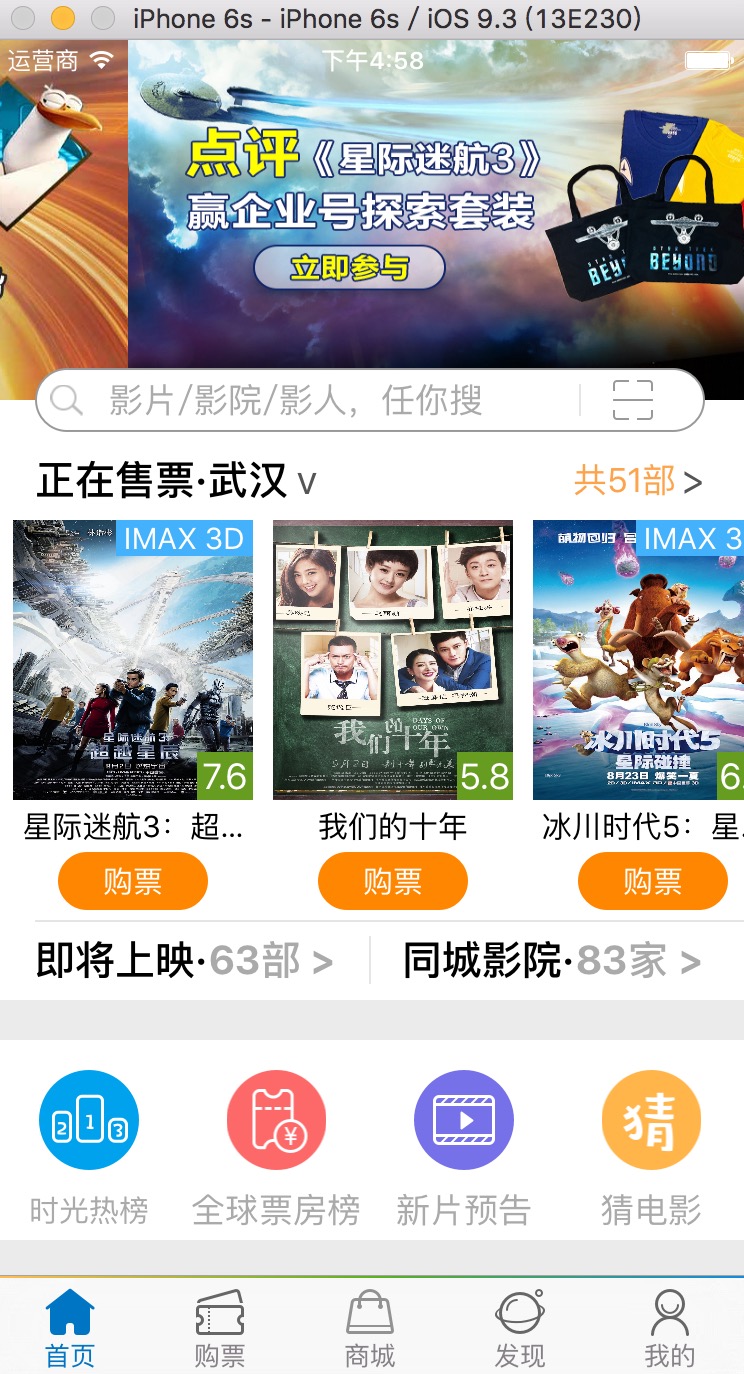 iPhone 6s - iPhone 6s / iOS 9.3 (13E230)
运营商 下午4:58
点评《星际迷航3》
赢企业号探索套装
立即参与
STAR TREK
BEYOND
影片/影院/影人，任你搜
正在售票·武汉 v 共51部 >
IMAX 3D
星际迷航3
超越星辰
7.6
我们的十年
DAYS OF
OUR OWN
5.8
萌物回归
IMAX 3
冰川时代5
星际碰撞
8月23日 爆笑一夏
6.
星际迷航3：超... 我们的十年 冰川时代5：星.
购票 购票 购票
即将上映·63部 > 同城影院·83家 >
2 1 3 ¥ 猜
时光热榜 全球票房榜 新片预告 猜电影
首页 购票 商城 发现 我的